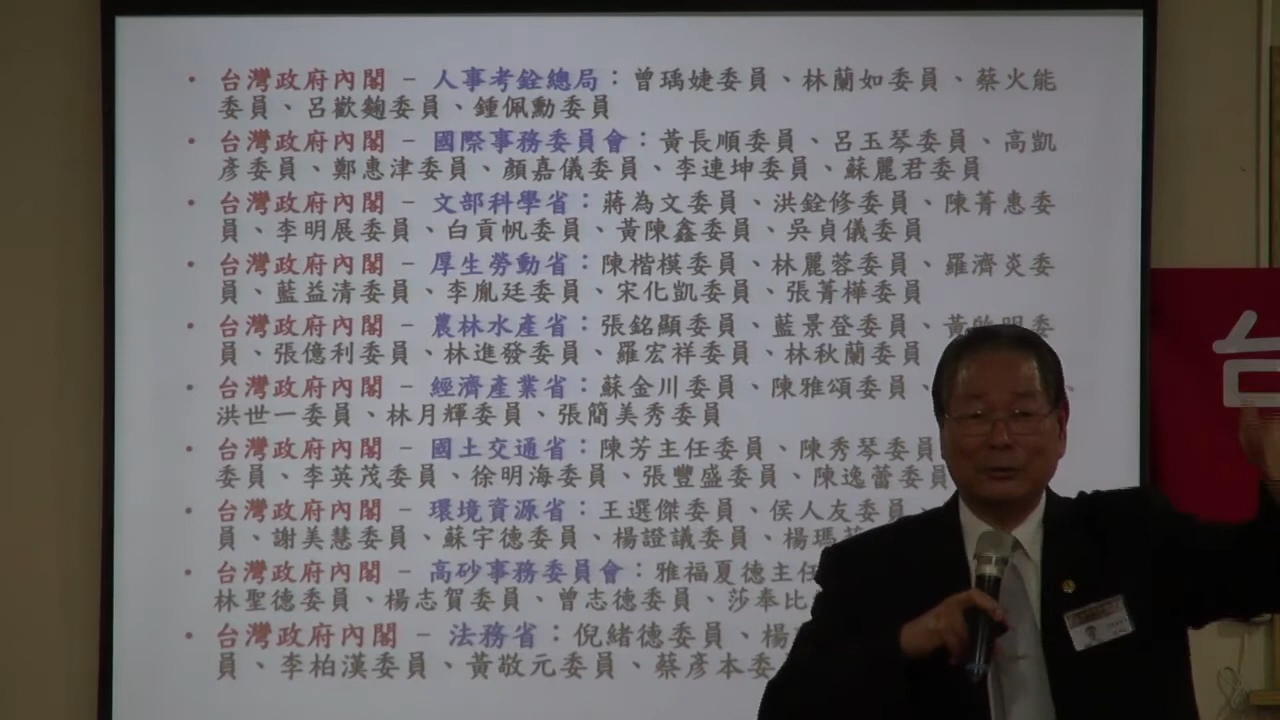 • 台灣政府內閣 – 人事考銓總局：曾瑀婕委員、林蘭如委員、蔡火能
委員、呂歡麴委員、鍾佩勳委員
• 台灣政府內閣 – 國際事務委員會：黃長順委員、呂玉琴委員、高凱
彥委員、鄭惠津委員、顏嘉儀委員、李連坤委員、蘇麗君委員
• 台灣政府內閣 – 文部科學省：蔣為文委員、洪銓修委員、陳菁惠委
員、李明展委員、白貢帆委員、黃陳鑫委員、吳貞儀委員
• 台灣政府內閣 – 厚生勞動省：陳楷模委員、林麗蓉委員、羅濟炎委
員、藍益清委員、李胤廷委員、宋化凱委員、張菁樺委員
• 台灣政府內閣 – 農林水產省：張銘顯委員、藍景登委員、黃
員、張億利委員、林進發委員、羅宏祥委員、林秋蘭委員
• 台灣政府內閣 – 經濟產業省：蘇金川委員、陳雅頌委員、
洪世一委員、林月輝委員、張簡美秀委員
• 台灣政府內閣 – 國土交通省：陳芳主任委員、陳秀琴委員
委員、李英茂委員、徐明海委員、張豐盛委員、陳逸蕾委員
• 台灣政府內閣 – 環境資源省：王選傑委員、侯人友委員、
員、謝美慧委員、蘇宇德委員、楊證議委員、楊瑪
• 台灣政府內閣 – 高砂事務委員會：雅福夏德主任
林聖德委員、楊志賀委員、曾志德委員、莎奉比
• 台灣政府內閣 – 法務省：倪緒德委員、楊
員、李柏漢委員、黃敬元委員、蔡彥本委
台